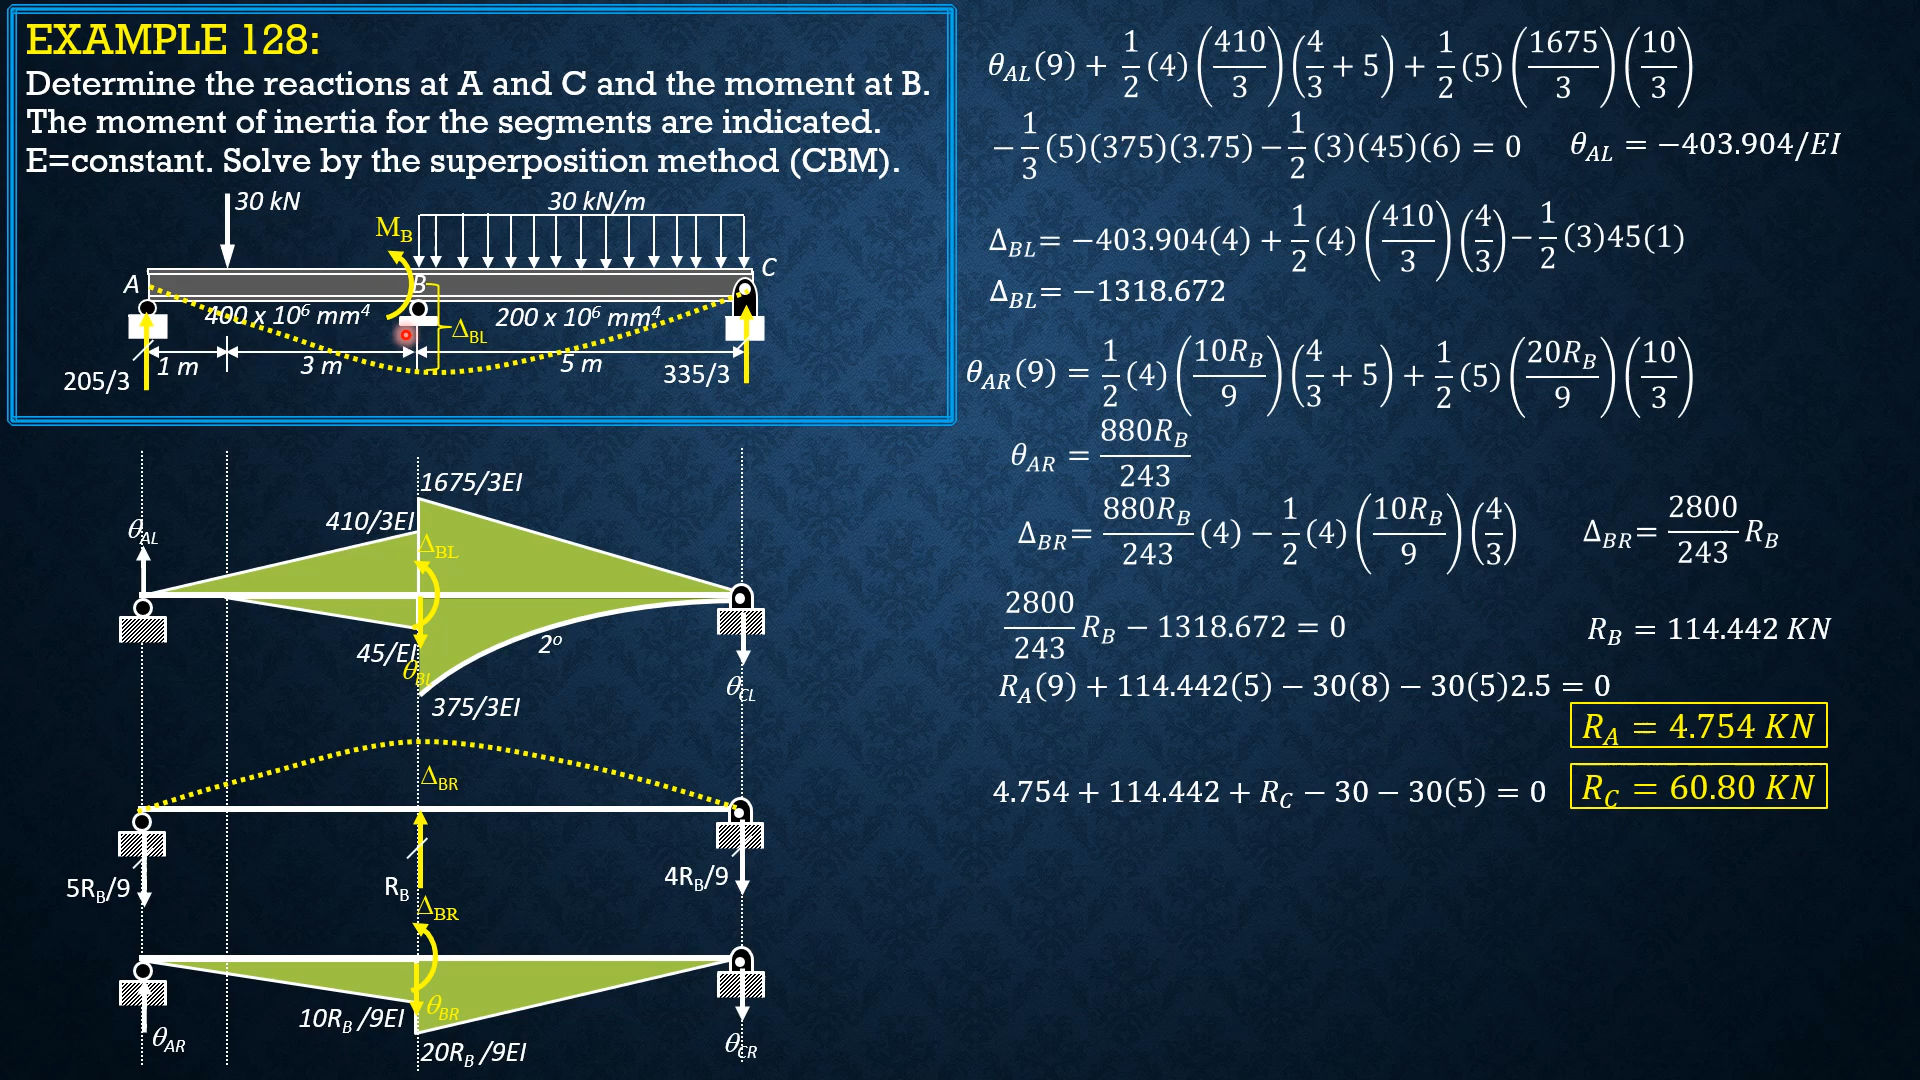 EXAMPLE 128:
Determine the reactions at A and C and the moment at B.
The moment of inertia for the segments are indicated.
E=constant. Solve by the superposition method (CBM).
30 kN
30 kN/m
M_B
A
B
C
400 x 10⁶ mm⁴
200 x 10⁶ mm⁴
Δ_BL
205/3
1 m
3 m
5 m
335/3
1675/3EI
410/3EI
θ_AL
Δ_BL
45/EI
θ_BL
2º
375/3EI
θ_CL
Δ_BR
5R_B/9
R_B
4R_B/9
Δ_BR
10R_B /9EI
θ_BR
θ_AR
20R_B /9EI
θ_CR
θ_AL(9) + 1/2 (4) (410/3) (4/3 + 5) + 1/2 (5) (1675/3) (10/3)
− 1/3 (5)(375)(3.75) − 1/2 (3)(45)(6) = 0 θ_AL = −403.904/EI
Δ_BL = −403.904(4) + 1/2 (4) (410/3) (4/3) − 1/2 (3)45(1)
Δ_BL = −1318.672
θ_AR(9) = 1/2 (4) (10R_B/9) (4/3 + 5) + 1/2 (5) (20R_B/9) (10/3)
θ_AR = 880R_B/243
Δ_BR = 880R_B/243 (4) − 1/2 (4) (10R_B/9) (4/3) Δ_BR = 2800/243 R_B
2800/243 R_B − 1318.672 = 0 R_B = 114.442 KN
R_A(9) + 114.442(5) − 30(8) − 30(5)2.5 = 0
R_A = 4.754 KN
4.754 + 114.442 + R_C − 30 − 30(5) = 0 R_C = 60.80 KN